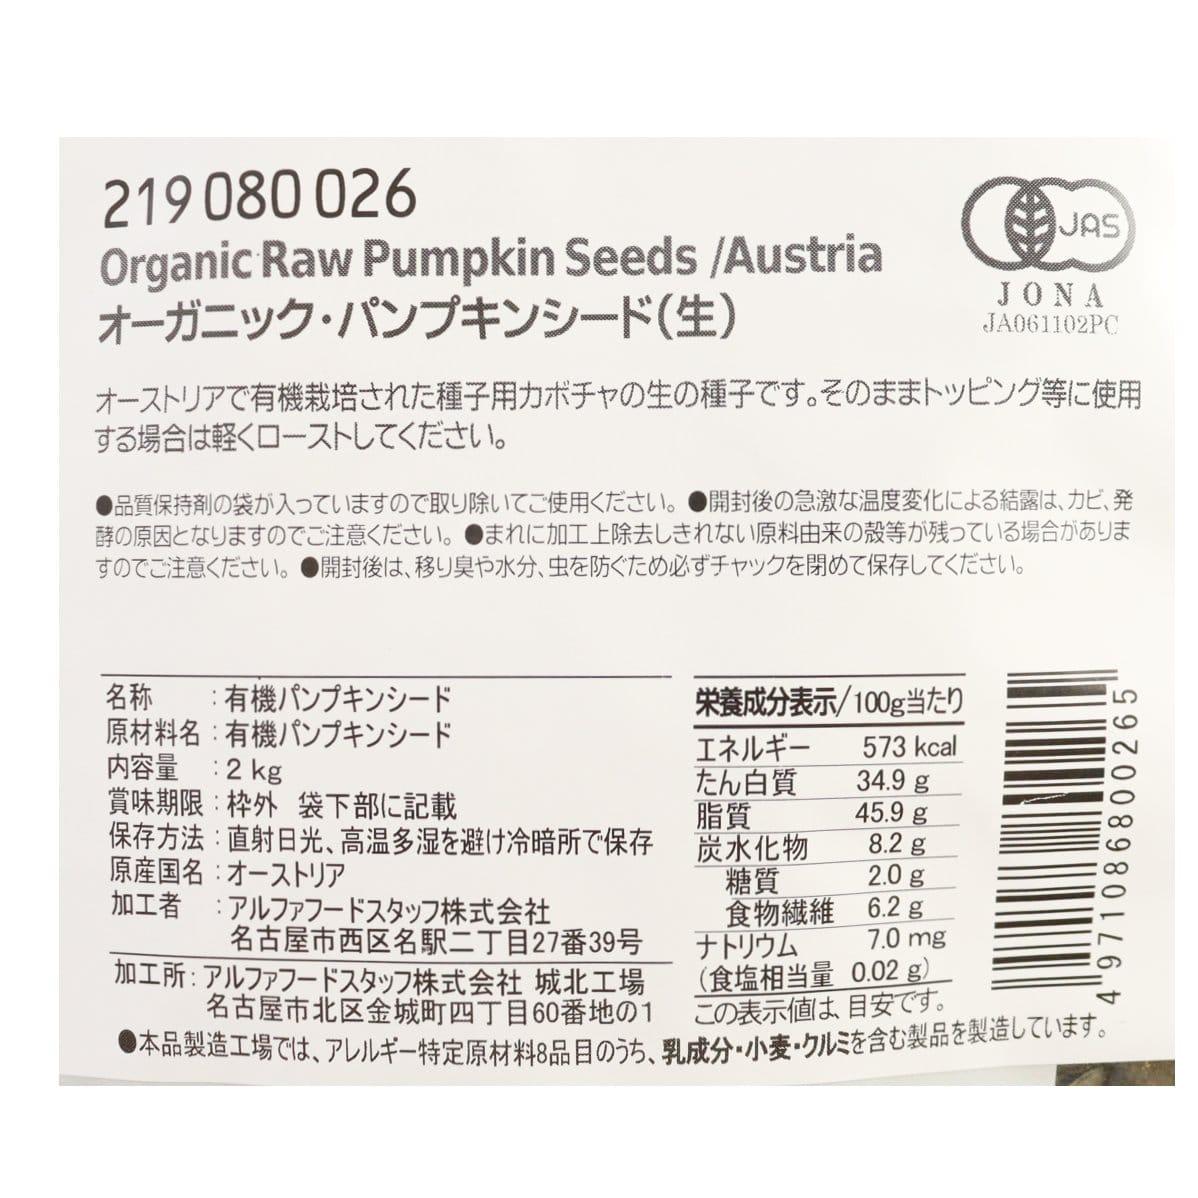 219 080 026
Organic Raw Pumpkin Seeds /Austria
オーガニック・パンプキンシード(生)
JAS
JONA
JA061102PC
オーストリアで有機栽培された種子用カボチャの生の種子です。そのままトッピング等に使用
する場合は軽くローストしてください。
●品質保持剤の袋が入っていますので取り除いてご使用ください。 ●開封後の急激な温度変化による結露は、カビ、発
酵の原因となりますのでご注意ください。 ●まれに加工上除去しきれない原料由来の殻等が残っている場合がありま
すのでご注意ください。 ●開封後は、移り臭や水分、虫を防ぐため必ずチャックを閉めて保存してください。
名称 : 有機パンプキンシード
原材料名 : 有機パンプキンシード
内容量 : 2 kg
賞味期限 : 枠外 袋下部に記載
保存方法 : 直射日光、高温多湿を避け冷暗所で保存
原産国名 : オーストリア
加工者 : アルファフードスタッフ株式会社
名古屋市西区名駅二丁目27番39号
加工所 : アルファフードスタッフ株式会社 城北工場
名古屋市北区金城町四丁目60番地の1
栄養成分表示/100g当たり
エネルギー 573 kcal
たん白質 34.9 g
脂質 45.9 g
炭水化物 8.2 g
糖質 2.0 g
食物繊維 6.2 g
ナトリウム 7.0 mg
(食塩相当量 0.02 g)
この表示値は、目安です。
4971086800265
●本品製造工場では、アレルギー特定原材料8品目のうち、乳成分・小麦・クルミを含む製品を製造しています。